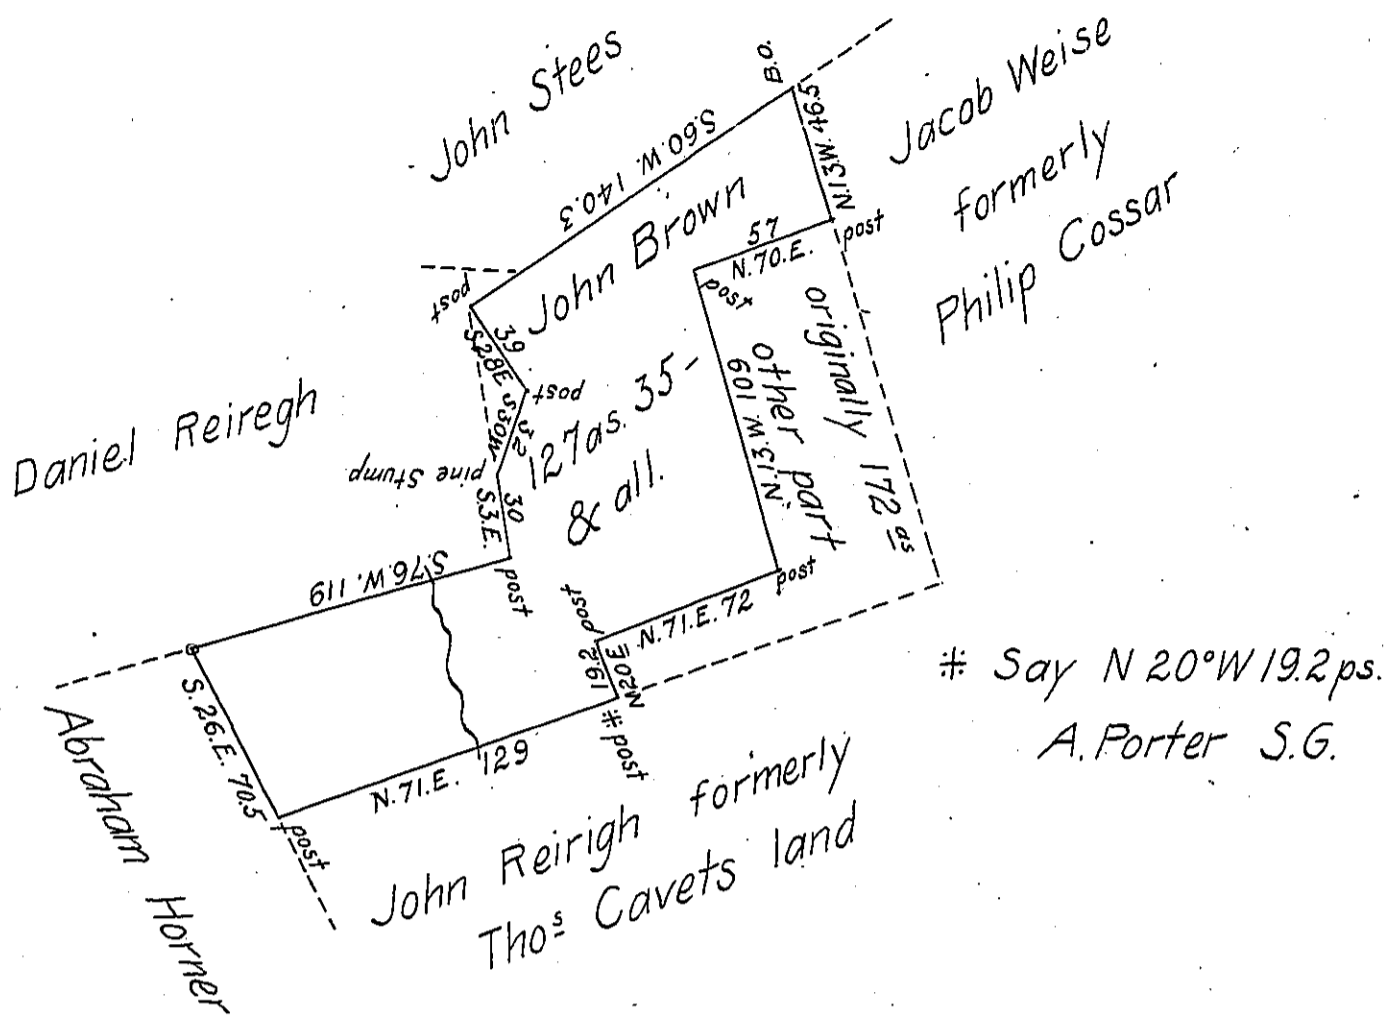 John Stees
B.O.
S.60.W. 140.3
N.13.W. 46.5
Jacob Weise
formerly
Philip Cossar
John Brown
57
N.70.E.
post
post
post
39
S.28E
post
S 30W
32
pine Stump
30
S.3.E.
Daniel Reiregh
127as. 35-
& all.
N.13.W. 109
other part
originally 172 as
S.76.W. 119
post
post
N.71.E. 72
post
19.2
N20E
* post
* Say N 20°W 19.2 ps.
A. Porter S.G.
S. 26.E. 70.5
N.71.E. 129
post
Abraham Horner
John Reirigh formerly
Thos Cavets land